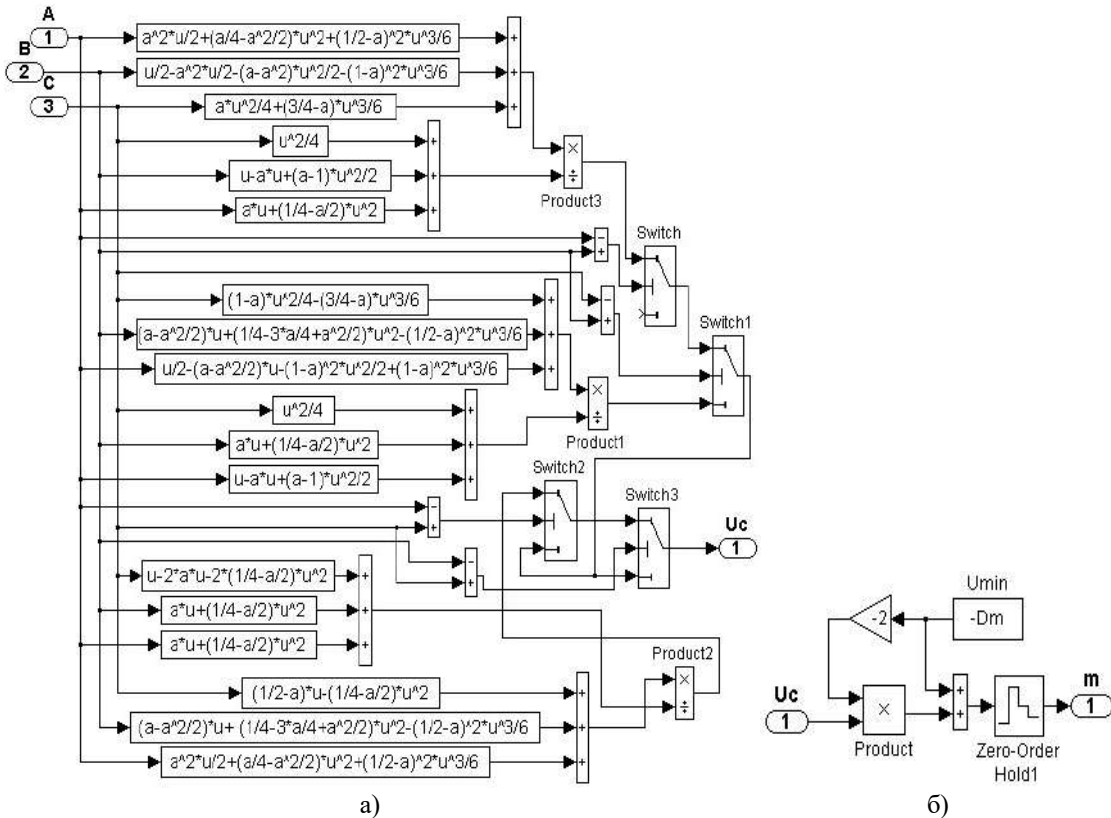 A
1
B
2
C
3
a^2*u/2+(a/4-a^2/2)*u^2+(1/2-a)^2*u^3/6
u/2-a^2*u/2-(a-a^2)*u^2/2-(1-a)^2*u^3/6
a*u^2/4+(3/4-a)*u^3/6
+
+
+
u^2/4
u-a*u+(a-1)*u^2/2
a*u+(1/4-a/2)*u^2
+
+
+
×
÷
Product3
−
+
Switch
−
+
Switch1
(1-a)*u^2/4-(3/4-a)*u^3/6
(a-a^2/2)*u+(1/4-3*a/4+a^2/2)*u^2-(1/2-a)^2*u^3/6
u/2-(a-a^2/2)*u-(1-a)^2*u^2/2+(1-a)^2*u^3/6
+
+
+
×
÷
Product1
u^2/4
a*u+(1/4-a/2)*u^2
u-a*u+(a-1)*u^2/2
+
+
+
Switch2
Switch3
−
+
−
+
Uc
1
u-2*a*u-2*(1/4-a/2)*u^2
a*u+(1/4-a/2)*u^2
a*u+(1/4-a/2)*u^2
+
+
+
Product2
×
÷
(1/2-a)*u-(1/4-a/2)*u^2
(a-a^2/2)*u+ (1/4-3*a/4+a^2/2)*u^2-(1/2-a)^2*u^3/6
a^2*u/2+(a/4-a^2/2)*u^2+(1/2-a)^2*u^3/6
+
+
+
а)
Umin
-2
-Dm
Uc
1
×
Product
+
+
Zero-Order
Hold1
m
1
б)